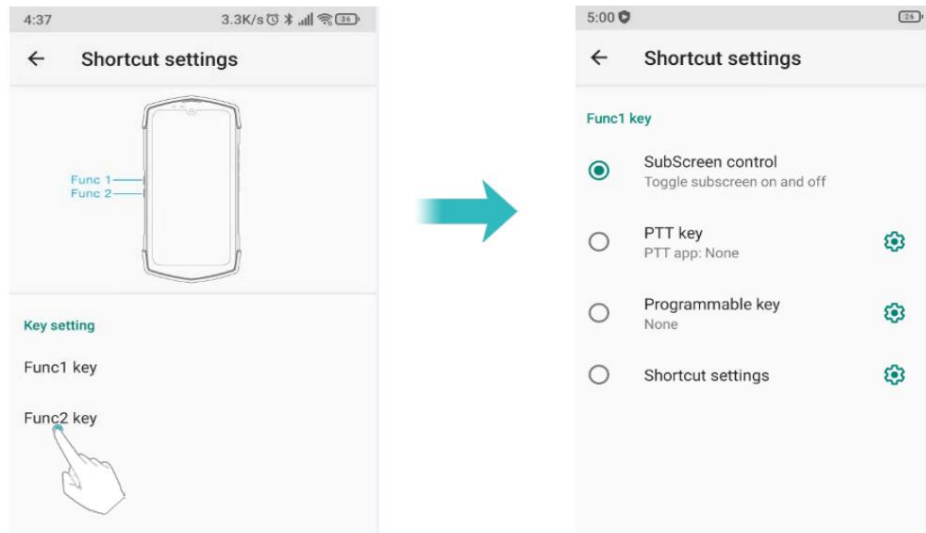 4:37
3.3K/s
36
Shortcut settings
Func 1
Func 2
Key setting
Func1 key
Func2 key
5:00
26
Shortcut settings
Func1 key
SubScreen control
Toggle subscreen on and off
PTT key
PTT app: None
Programmable key
None
Shortcut settings